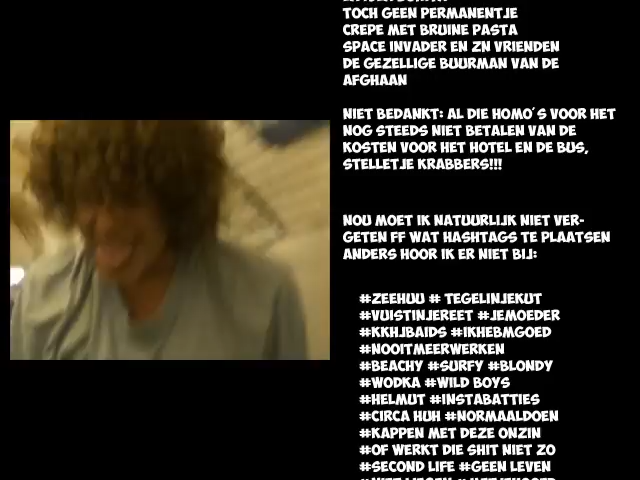 TOCH GEEN PERMANENTJE
CREPE MET BRUINE PASTA
SPACE INVADER EN ZN VRIENDEN
DE GEZELLIGE BUURMAN VAN DE
AFGHAAN
NIET BEDANKT: AL DIE HOMO'S VOOR HET
NOG STEEDS NIET BETALEN VAN DE
KOSTEN VOOR HET HOTEL EN DE BUS,
STELLETJE KRABBERS!!!
NOU MOET IK NATUURLIJK NIET VER-
GETEN FF WAT HASHTAGS TE PLAATSEN
ANDERS HOOR IK ER NIET BIJ:
#ZEEHUU # TEGELINJEKUT
#VUISTINJEREET #JEMOEDER
#KKHJBAIDS #IKHEBMGOED
#NOOITMEERWERKEN
#BEACHY #SURFY #BLONDY
#WODKA #WILD BOYS
#HELMUT #INSTABATTIES
#CIRCA HUH #NORMAALDOEN
#KAPPEN MET DEZE ONZIN
#OF WERKT DIE SHIT NIET ZO
#SECOND LIFE #GEEN LEVEN